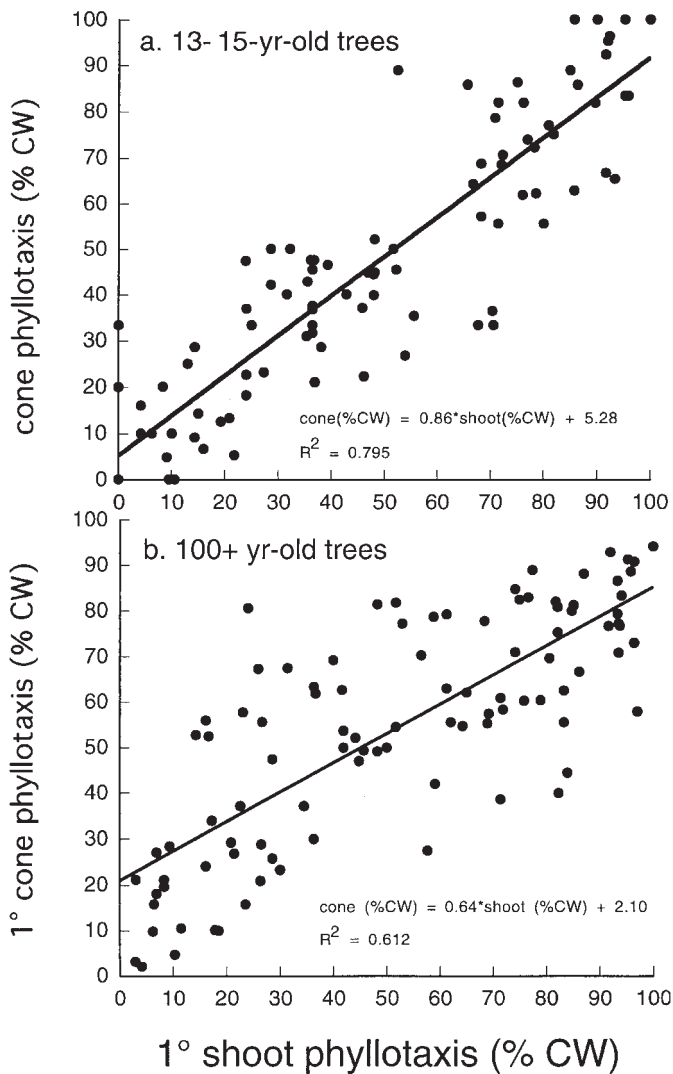 a. 13-15-yr-old trees
cone phyllotaxis (% CW)
100
90
80
70
60
50
40
30
20
10
0
cone(%CW) = 0.86*shoot(%CW) + 5.28
R² = 0.795
0 10 20 30 40 50 60 70 80 90 100
b. 100+ yr-old trees
1° cone phyllotaxis (% CW)
100
90
80
70
60
50
40
30
20
10
0
cone (%CW) = 0.64*shoot (%CW) + 2.10
R² = 0.612
0 10 20 30 40 50 60 70 80 90 100
1° shoot phyllotaxis (% CW)